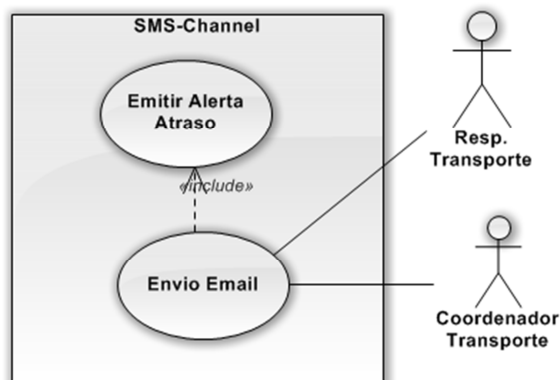 SMS-Channel
Emitir Alerta
Atraso
«include»
Envio Email
Resp.
Transporte
Coordenador
Transporte